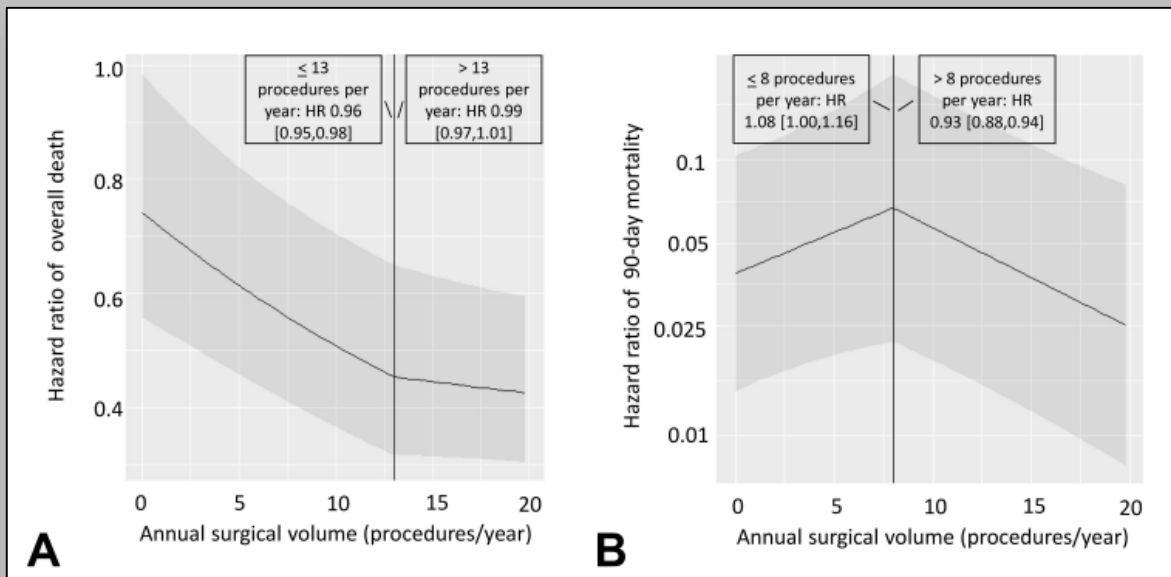 ≤ 13
procedures per
year: HR 0.96
[0.95,0.98]
> 13
procedures per
year: HR 0.99
[0.97,1.01]
\ /
1.0
0.8
0.6
0.4
Hazard ratio of overall death
0
5
10
15
20
Annual surgical volume (procedures/year)
A
≤ 8 procedures
per year: HR
1.08 [1.00,1.16]
> 8 procedures
per year: HR
0.93 [0.88,0.94]
0.1
0.05
0.025
0.01
Hazard ratio of 90-day mortality
0
5
10
15
20
Annual surgical volume (procedures/year)
B